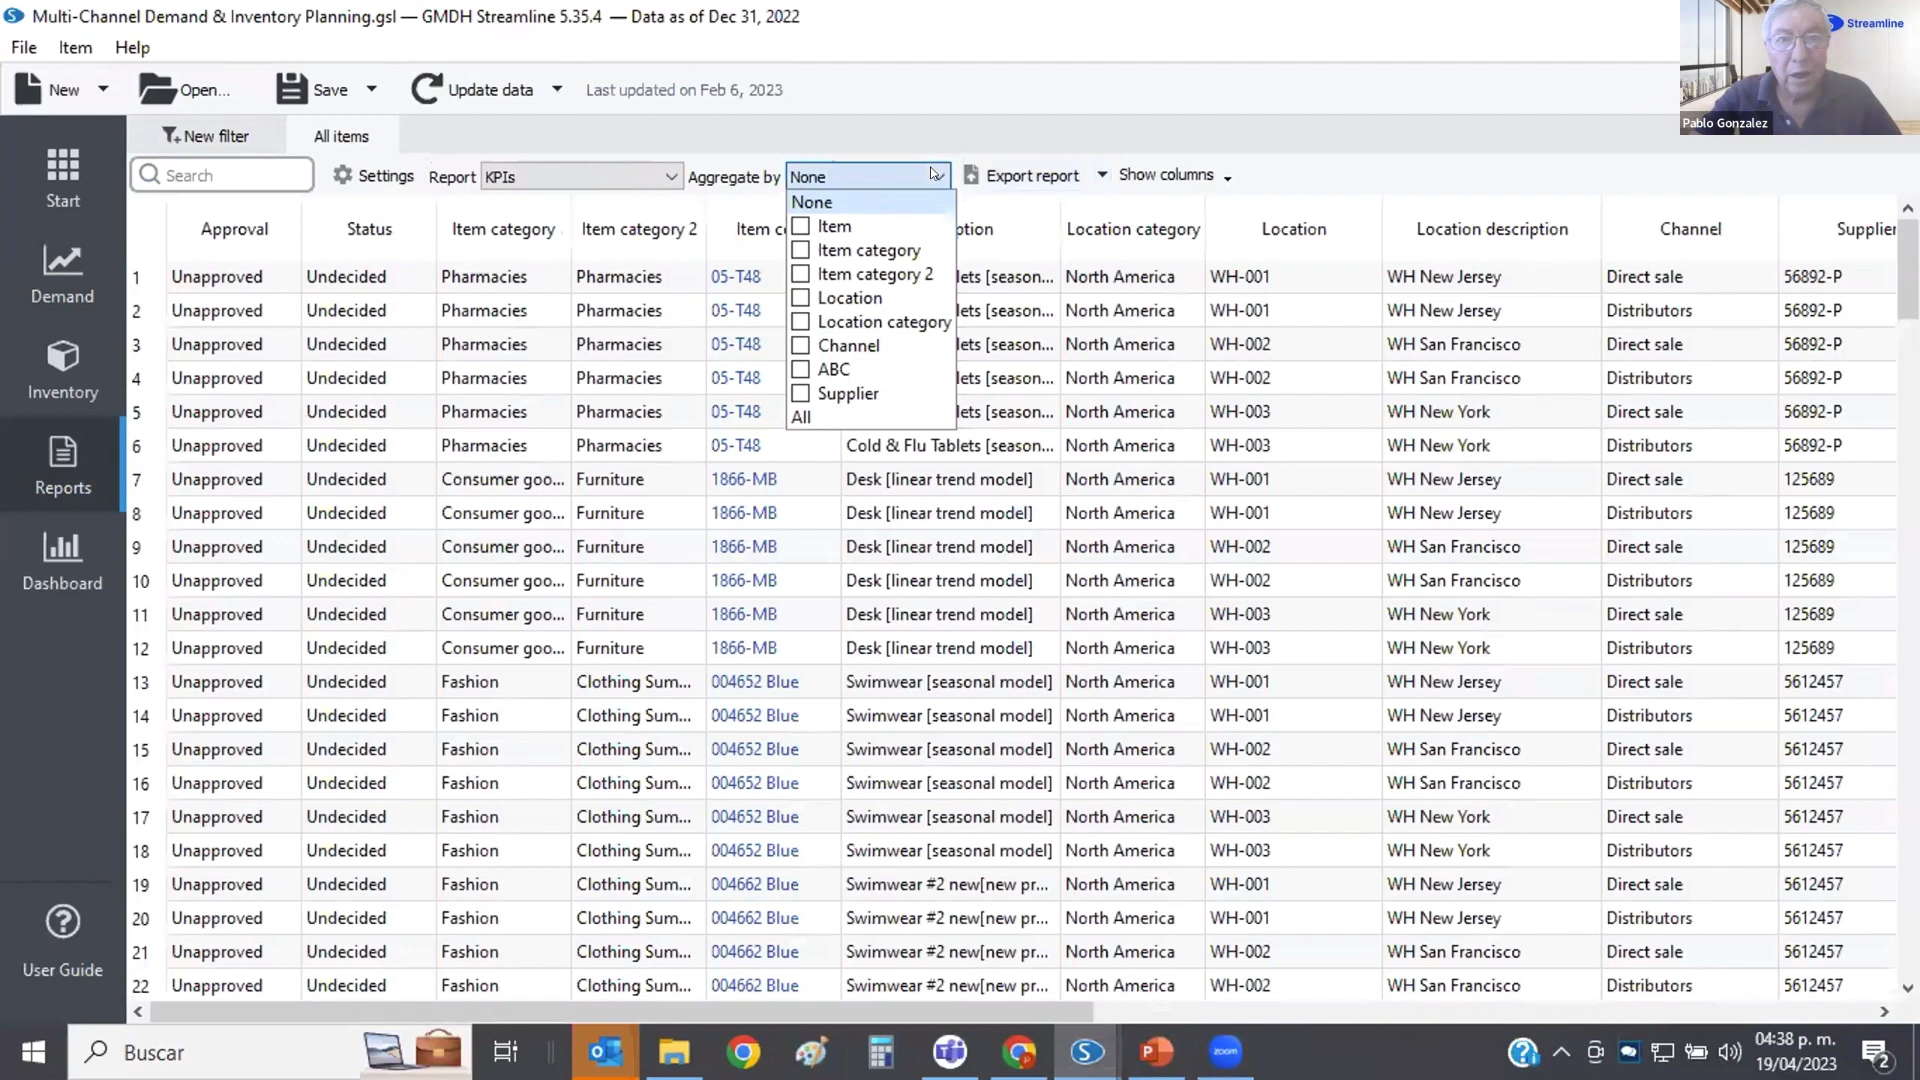 Multi-Channel Demand & Inventory Planning.gsl — GMDH Streamline 5.35.4 — Data as of Dec 31, 2022
Streamline
Pablo Gonzalez
File Item Help
New Open... Save Update data Last updated on Feb 6, 2023
New filter All items
Search Settings Report KPIs Aggregate by None Export report Show columns
None
Item
Item category
Item category 2
Location
Location category
Channel
ABC
Supplier
All
Start
Demand
Inventory
Reports
Dashboard
User Guide
Approval Status Item category Item category 2 Item c ption Location category Location Location description Channel Supplier
1 Unapproved Undecided Pharmacies Pharmacies 05-T48 lets [season... North America WH-001 WH New Jersey Direct sale 56892-P
2 Unapproved Undecided Pharmacies Pharmacies 05-T48 lets [season... North America WH-001 WH New Jersey Distributors 56892-P
3 Unapproved Undecided Pharmacies Pharmacies 05-T48 lets [season... North America WH-002 WH San Francisco Direct sale 56892-P
4 Unapproved Undecided Pharmacies Pharmacies 05-T48 lets [season... North America WH-002 WH San Francisco Distributors 56892-P
5 Unapproved Undecided Pharmacies Pharmacies 05-T48 lets [season... North America WH-003 WH New York Direct sale 56892-P
6 Unapproved Undecided Pharmacies Pharmacies 05-T48 Cold & Flu Tablets [season... North America WH-003 WH New York Distributors 56892-P
7 Unapproved Undecided Consumer goo... Furniture 1866-MB Desk [linear trend model] North America WH-001 WH New Jersey Direct sale 125689
8 Unapproved Undecided Consumer goo... Furniture 1866-MB Desk [linear trend model] North America WH-001 WH New Jersey Distributors 125689
9 Unapproved Undecided Consumer goo... Furniture 1866-MB Desk [linear trend model] North America WH-002 WH San Francisco Direct sale 125689
10 Unapproved Undecided Consumer goo... Furniture 1866-MB Desk [linear trend model] North America WH-002 WH San Francisco Distributors 125689
11 Unapproved Undecided Consumer goo... Furniture 1866-MB Desk [linear trend model] North America WH-003 WH New York Direct sale 125689
12 Unapproved Undecided Consumer goo... Furniture 1866-MB Desk [linear trend model] North America WH-003 WH New York Distributors 125689
13 Unapproved Undecided Fashion Clothing Sum... 004652 Blue Swimwear [seasonal model] North America WH-001 WH New Jersey Direct sale 5612457
14 Unapproved Undecided Fashion Clothing Sum... 004652 Blue Swimwear [seasonal model] North America WH-001 WH New Jersey Distributors 5612457
15 Unapproved Undecided Fashion Clothing Sum... 004652 Blue Swimwear [seasonal model] North America WH-002 WH San Francisco Direct sale 5612457
16 Unapproved Undecided Fashion Clothing Sum... 004652 Blue Swimwear [seasonal model] North America WH-002 WH San Francisco Distributors 5612457
17 Unapproved Undecided Fashion Clothing Sum... 004652 Blue Swimwear [seasonal model] North America WH-003 WH New York Direct sale 5612457
18 Unapproved Undecided Fashion Clothing Sum... 004652 Blue Swimwear [seasonal model] North America WH-003 WH New York Distributors 5612457
19 Unapproved Undecided Fashion Clothing Sum... 004662 Blue Swimwear #2 new[new pr... North America WH-001 WH New Jersey Direct sale 5612457
20 Unapproved Undecided Fashion Clothing Sum... 004662 Blue Swimwear #2 new[new pr... North America WH-001 WH New Jersey Distributors 5612457
21 Unapproved Undecided Fashion Clothing Sum... 004662 Blue Swimwear #2 new[new pr... North America WH-002 WH San Francisco Direct sale 5612457
22 Unapproved Undecided Fashion Clothing Sum... 004662 Blue Swimwear #2 new[new pr... North America WH-002 WH San Francisco Distributors 5612457
Buscar
zoom
04:38 p. m.
19/04/2023
2